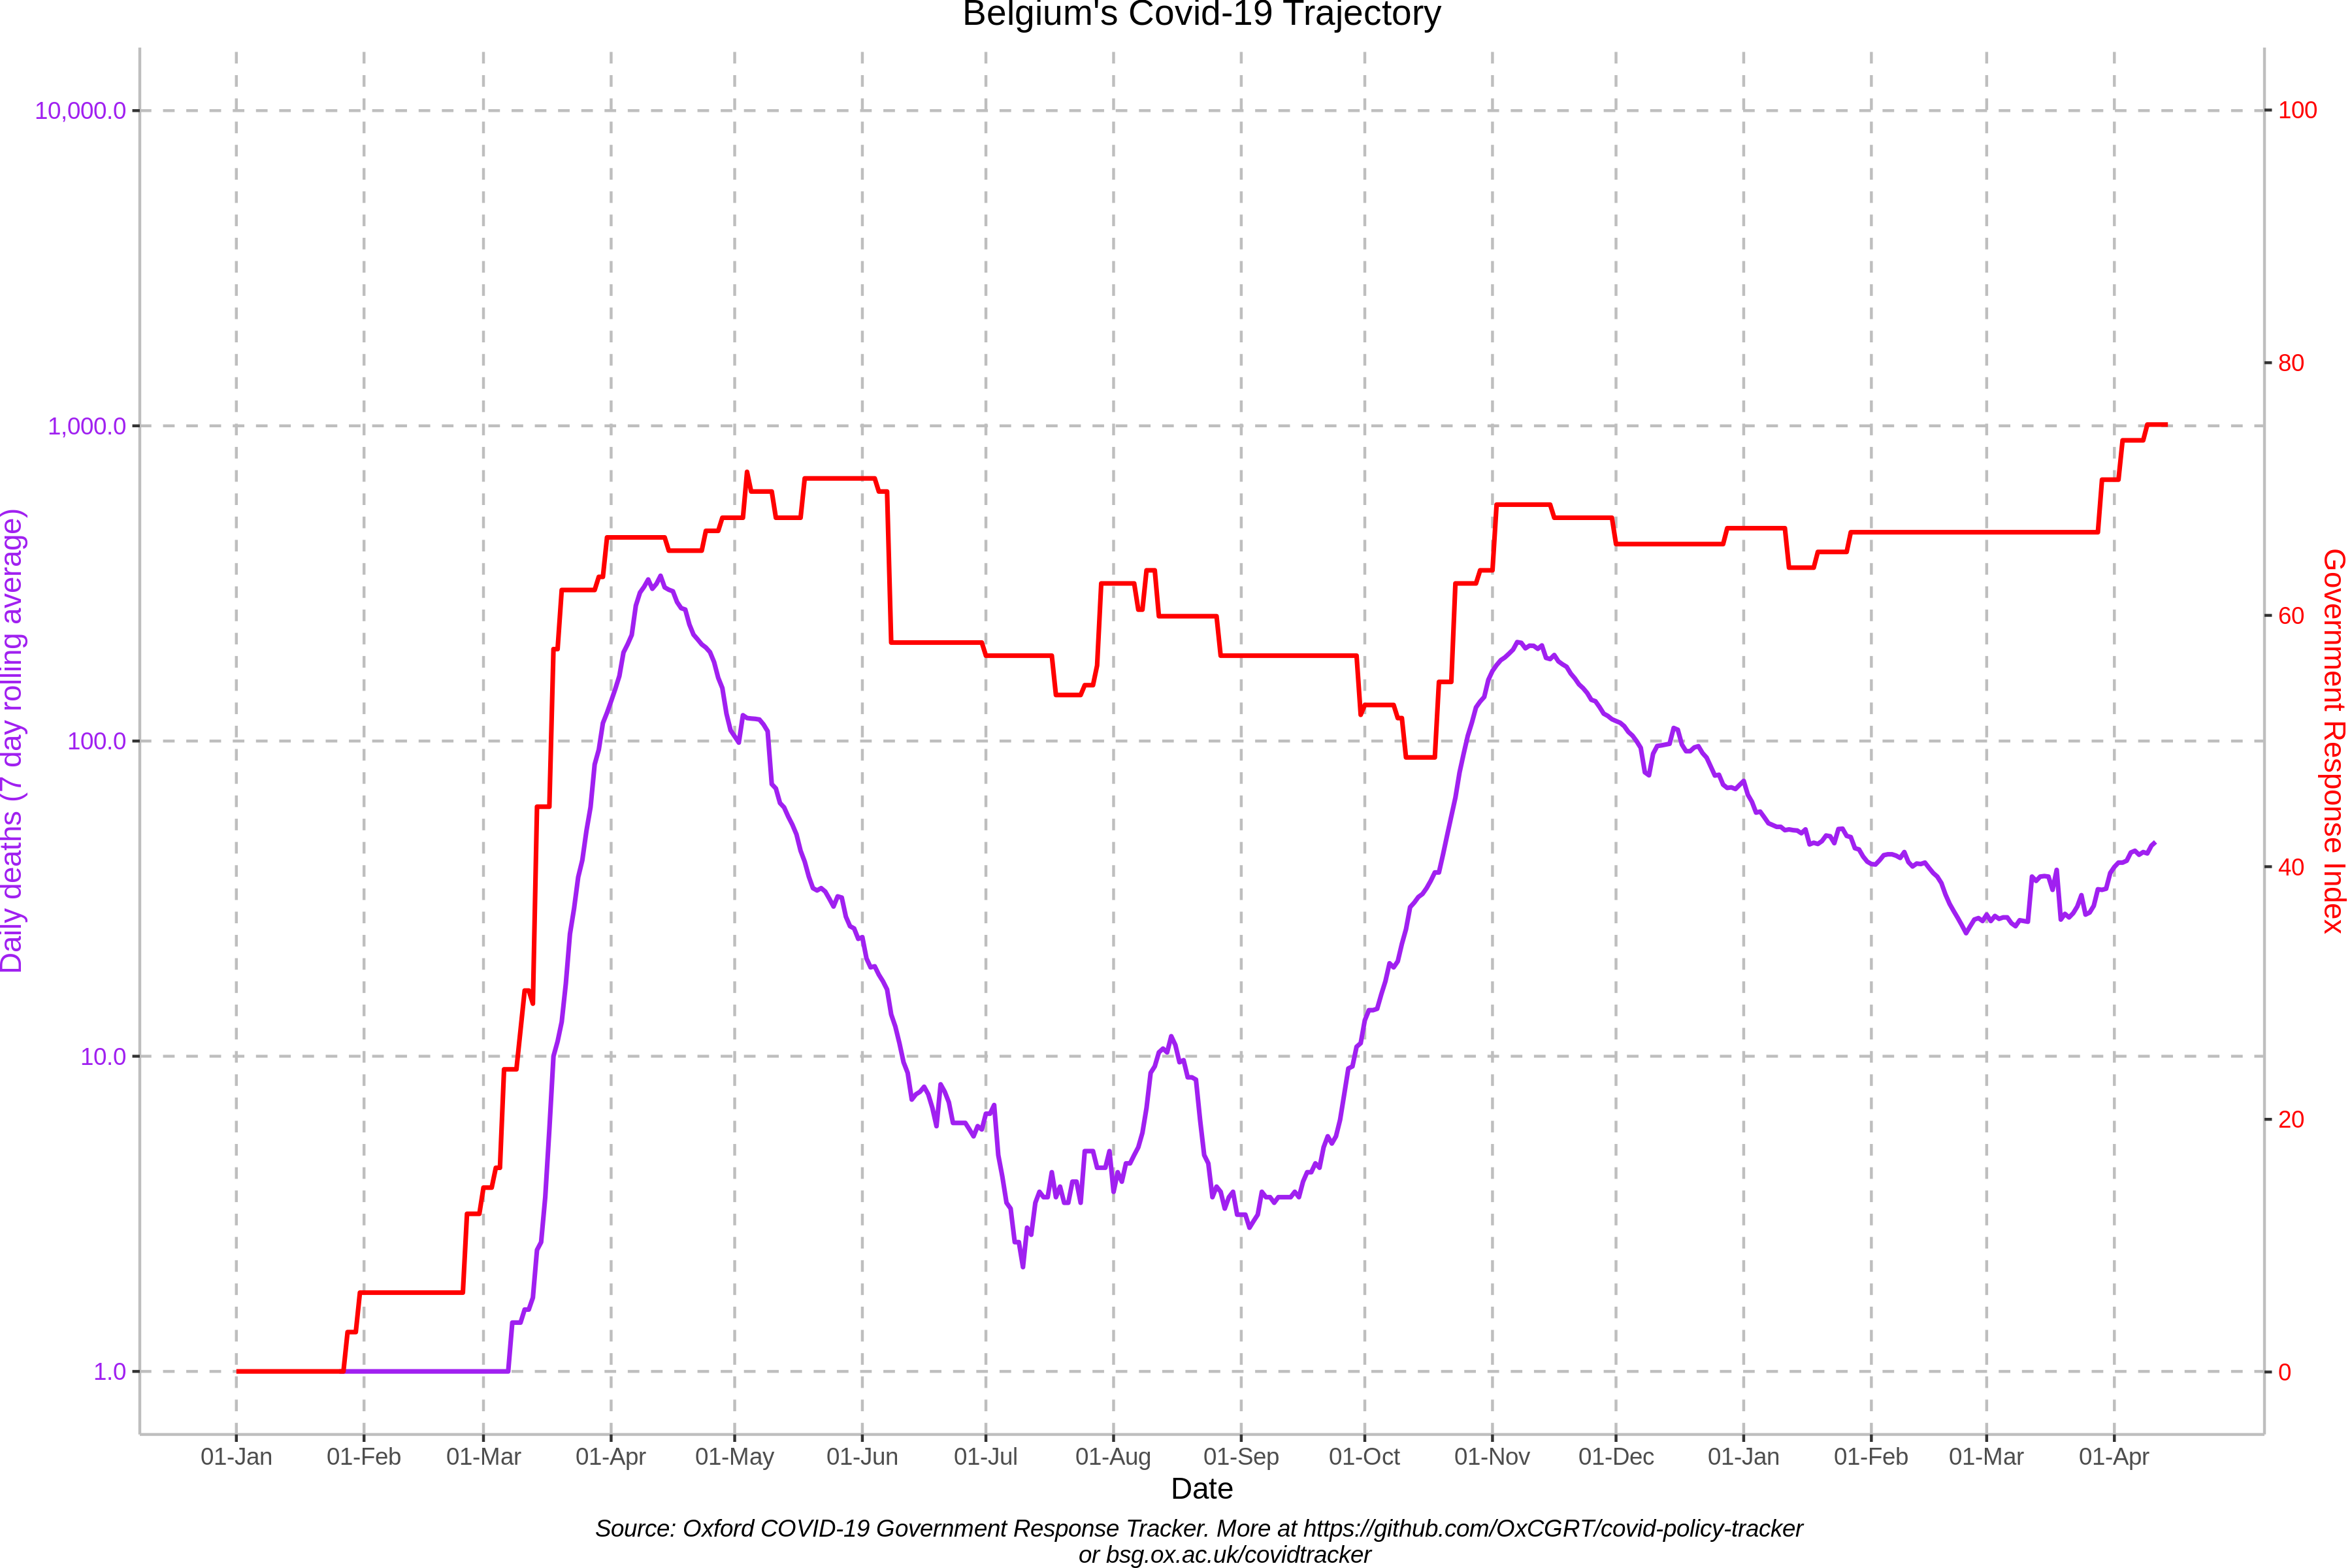 Belgium's Covid-19 Trajectory
10,000.0
1,000.0
100.0
10.0
1.0
Daily deaths (7 day rolling average)
100
80
60
40
20
0
Government Response Index
01-Jan 01-Feb 01-Mar 01-Apr 01-May 01-Jun 01-Jul 01-Aug 01-Sep 01-Oct 01-Nov 01-Dec 01-Jan 01-Feb 01-Mar 01-Apr
Date
Source: Oxford COVID-19 Government Response Tracker. More at https://github.com/OxCGRT/covid-policy-tracker
or bsg.ox.ac.uk/covidtracker